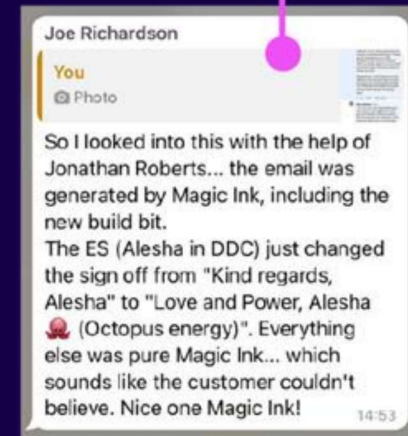 Joe Richardson
You
📷 Photo
So I looked into this with the help of
Jonathan Roberts... the email was
generated by Magic Ink, including the
new build bit.
The ES (Alesha in DDC) just changed
the sign off from "Kind regards,
Alesha" to "Love and Power, Alesha
🐙 (Octopus energy)". Everything
else was pure Magic Ink... which
sounds like the customer couldn't
believe. Nice one Magic Ink!
14:53